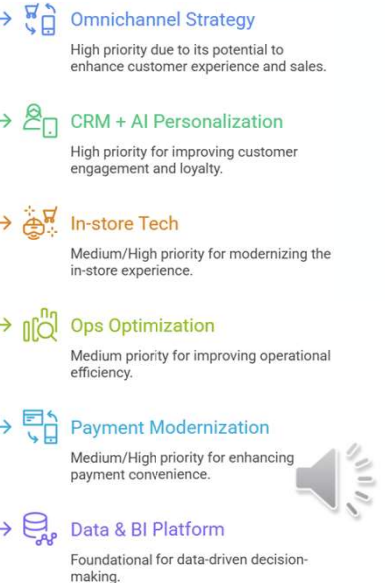 Omnichannel Strategy
High priority due to its potential to
enhance customer experience and sales.
CRM + AI Personalization
High priority for improving customer
engagement and loyalty.
In-store Tech
Medium/High priority for modernizing the
in-store experience.
Ops Optimization
Medium priority for improving operational
efficiency.
Payment Modernization
Medium/High priority for enhancing
payment convenience.
Data & BI Platform
Foundational for data-driven decision-
making.